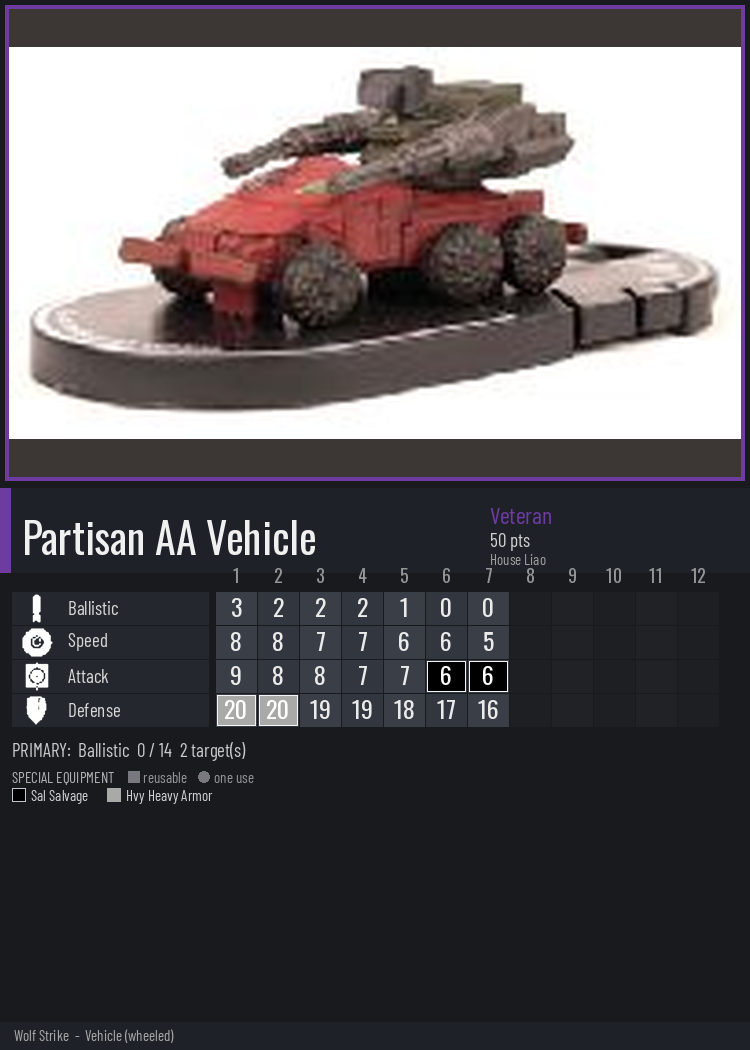 Partisan AA Vehicle
Veteran
50 pts
House Liao
1 2 3 4 5 6 7 8 9 10 11 12
Ballistic 3 2 2 2 1 0 0
Speed 8 8 7 7 6 6 5
Attack 9 8 8 7 7 6 6
Defense 20 20 19 19 18 17 16
PRIMARY: Ballistic 0 / 14 2 target(s)
SPECIAL EQUIPMENT reusable one use
Sal Salvage Hvy Heavy Armor
Wolf Strike - Vehicle (wheeled)